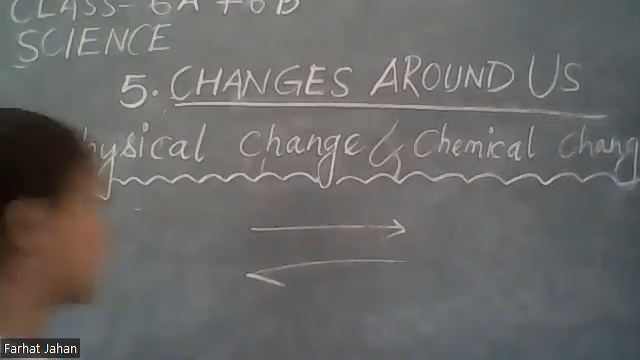 CLASS- 6A + 6B
SCIENCE
5. CHANGES AROUND US
hysical Change & Chemical Chang
Farhat Jahan